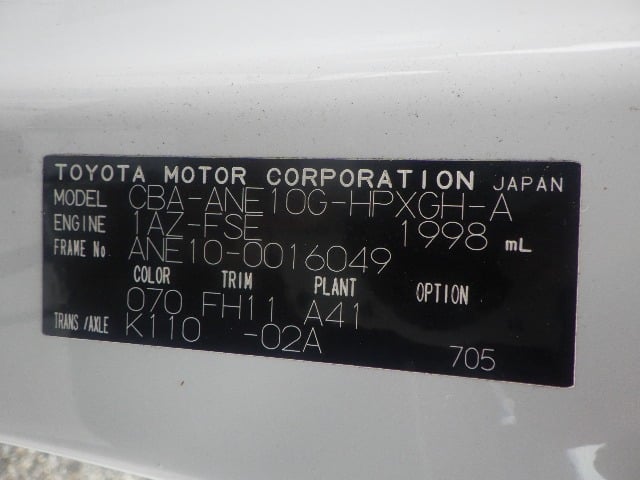 TOYOTA MOTOR CORPORATION JAPAN
MODEL CBA-ANE10G-HPXGH-A
ENGINE 1AZ-FSE 1998 mL
FRAME No ANE10-0016049
COLOR TRIM PLANT OPTION
070 FH11 A41
TRANS/AXLE K110 -02A
705